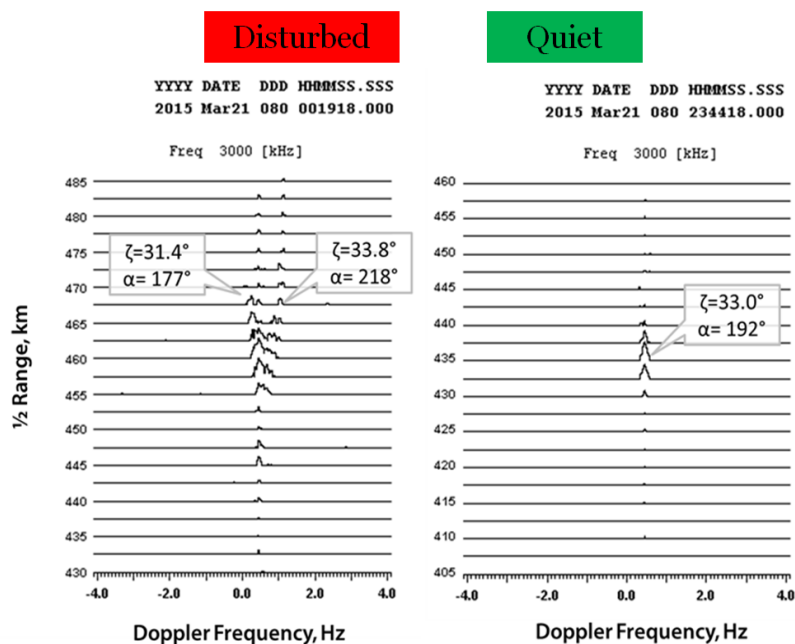 Disturbed
YYYY DATE  DDD HHMMSS.SSS
2015 Mar21 080 001918.000
Freq  3000 [kHz]
485
480
475
470
465
460
455
450
445
440
435
430
ζ=31.4°
α= 177°
ζ=33.8°
α= 218°
-4.0
0.0
2.0
4.0
Doppler Frequency, Hz
½ Range, km
Quiet
YYYY DATE  DDD HHMMSS.SSS
2015 Mar21 080 234418.000
Freq  3000 [kHz]
460
455
450
445
440
435
430
425
420
415
410
405
ζ=33.0°
α= 192°
-4.0
-2.0
0.0
2.0
4.0
Doppler Frequency, Hz